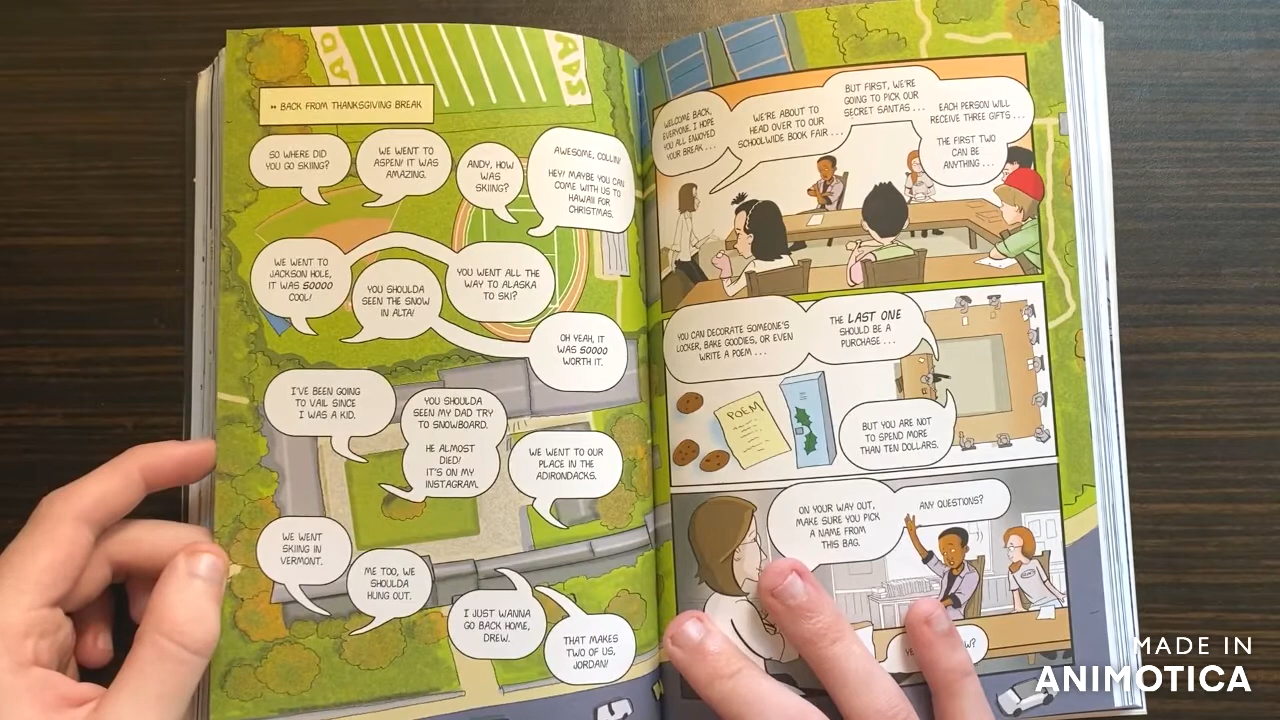 ▸▸ BACK FROM THANKSGIVING BREAK
SO WHERE DID
YOU GO SKIING?
WE WENT TO
ASPEN! IT WAS
AMAZING.
ANDY, HOW
WAS
SKIING?
AWESOME, COLLIN!
HEY! MAYBE YOU CAN
COME WITH US TO
HAWAII FOR
CHRISTMAS.
WE WENT TO
JACKSON HOLE,
IT WAS SOOOO
COOL!
YOU SHOULDA
SEEN THE SNOW
IN ALTA!
YOU WENT ALL THE
WAY TO ALASKA
TO SKI?
OH YEAH, IT
WAS SOOOO
WORTH IT.
I'VE BEEN GOING
TO VAIL SINCE
I WAS A KID.
YOU SHOULDA
SEEN MY DAD TRY
TO SNOWBOARD.
HE ALMOST
DIED!
IT'S ON MY
INSTAGRAM.
WE WENT TO OUR
PLACE IN THE
ADIRONDACKS.
WE WENT
SKIING IN
VERMONT.
ME TOO, WE
SHOULDA
HUNG OUT.
I JUST WANNA
GO BACK HOME,
DREW.
THAT MAKES
TWO OF US,
JORDAN!
WELCOME BACK,
EVERYONE. I HOPE
YOU ALL ENJOYED
YOUR BREAK . . .
WE'RE ABOUT TO
HEAD OVER TO OUR
SCHOOLWIDE BOOK FAIR . . .
BUT FIRST, WE'RE
GOING TO PICK OUR
SECRET SANTAS . . .
EACH PERSON WILL
RECEIVE THREE GIFTS . . .
THE FIRST TWO
CAN BE
ANYTHING . . .
YOU CAN DECORATE SOMEONE'S
LOCKER, BAKE GOODIES, OR EVEN
WRITE A POEM . . .
THE LAST ONE
SHOULD BE A
PURCHASE . . .
POEM
BUT YOU ARE NOT
TO SPEND MORE
THAN TEN DOLLARS.
ON YOUR WAY OUT,
MAKE SURE YOU PICK
A NAME FROM
THIS BAG.
ANY QUESTIONS?
MADE IN
ANIMOTICA